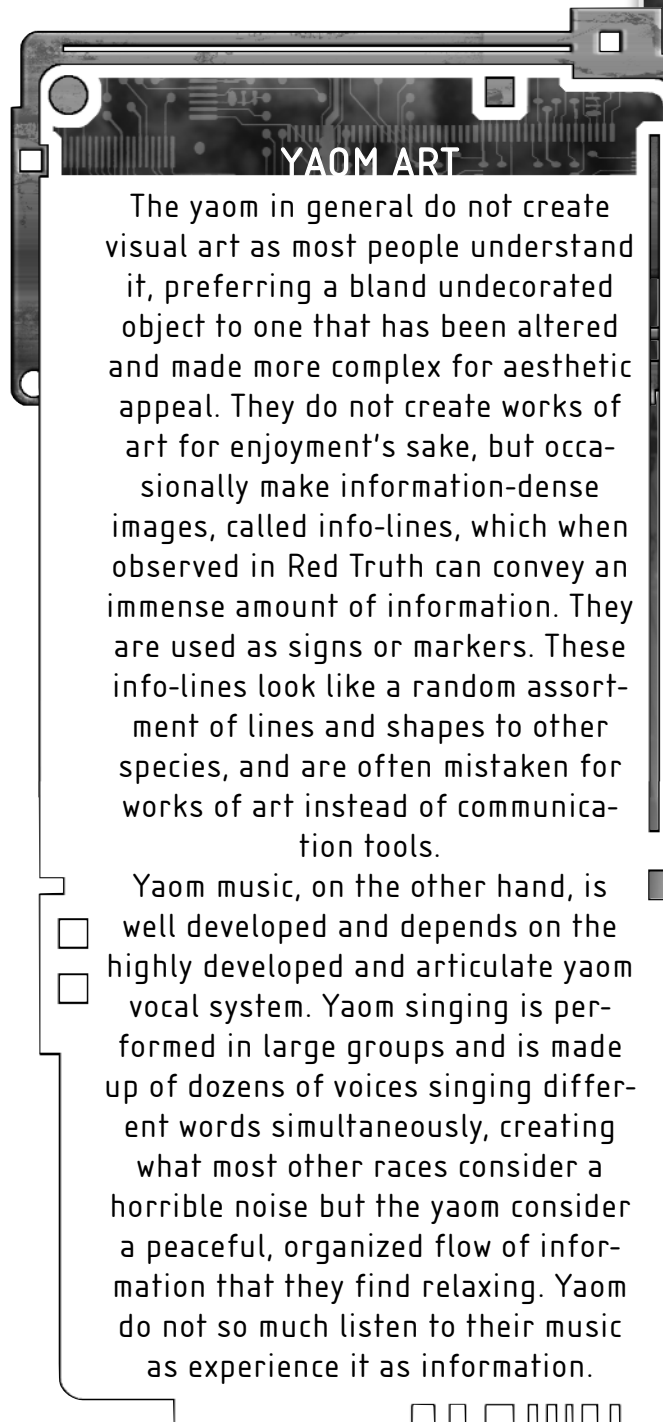 YAOM ART
The yaom in general do not create
visual art as most people understand
it, preferring a bland undecorated
object to one that has been altered
and made more complex for aesthetic
appeal. They do not create works of
art for enjoyment's sake, but occa-
sionally make information-dense
images, called info-lines, which when
observed in Red Truth can convey an
immense amount of information. They
are used as signs or markers. These
info-lines look like a random assort-
ment of lines and shapes to other
species, and are often mistaken for
works of art instead of communica-
tion tools.
Yaom music, on the other hand, is
well developed and depends on the
highly developed and articulate yaom
vocal system. Yaom singing is per-
formed in large groups and is made
up of dozens of voices singing differ-
ent words simultaneously, creating
what most other races consider a
horrible noise but the yaom consider
a peaceful, organized flow of infor-
mation that they find relaxing. Yaom
do not so much listen to their music
as experience it as information.